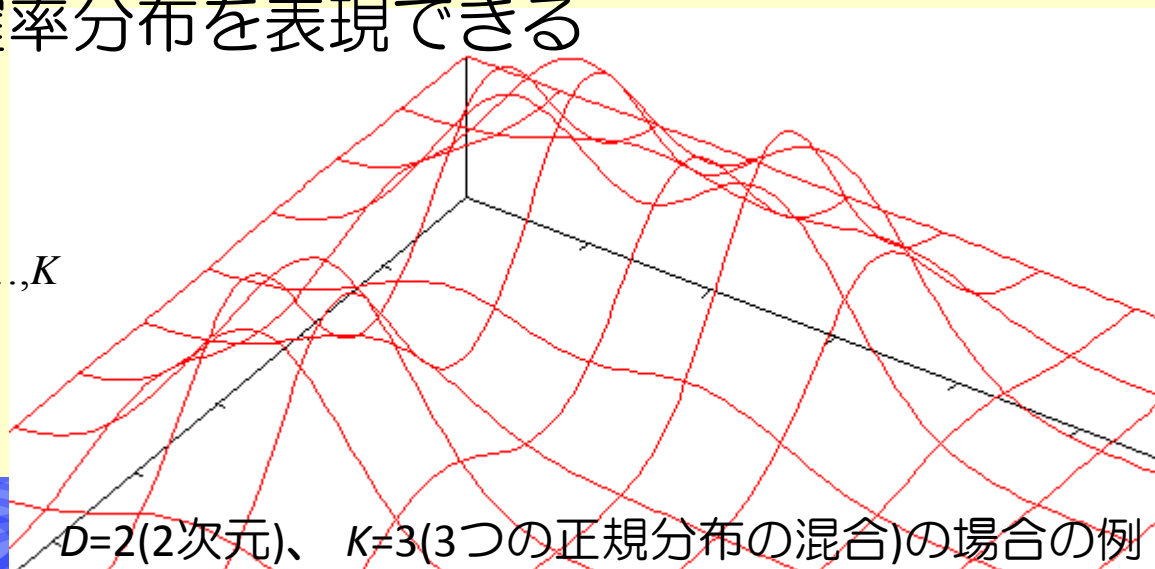 率分布を表現できる
..,K
D=2(2次元)、 K=3(3つの正規分布の混合)の場合の例